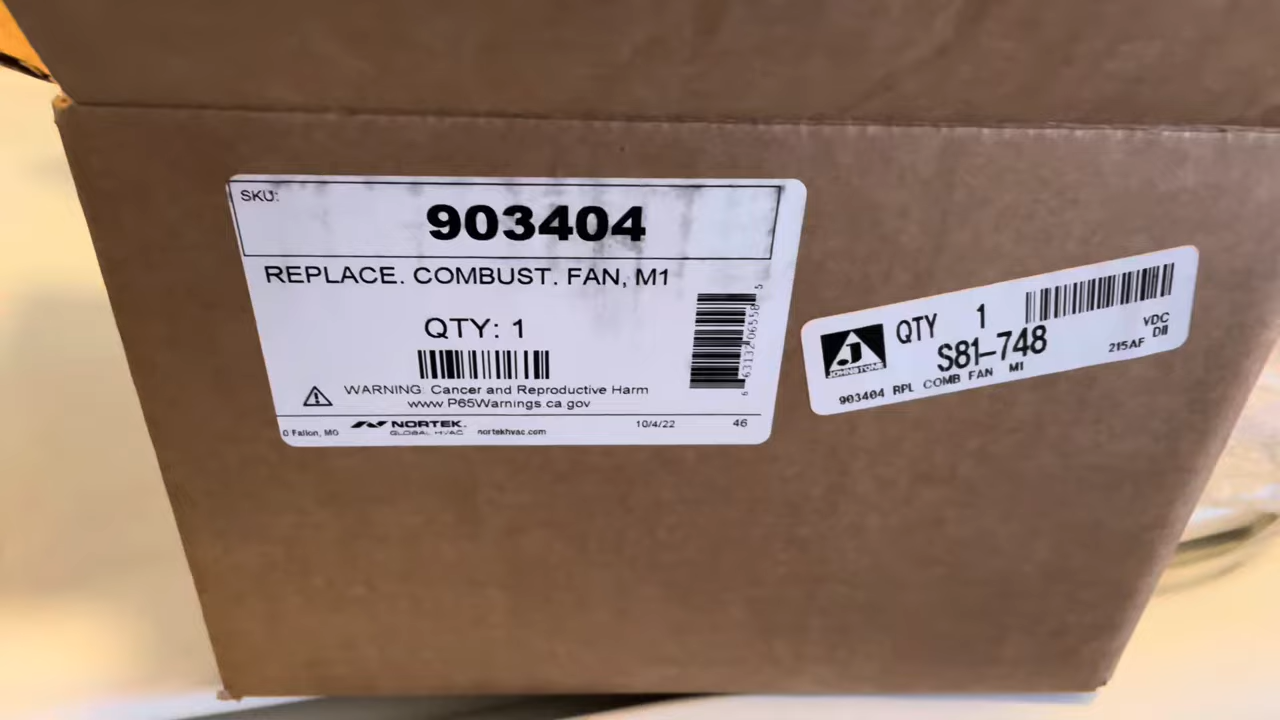 SKU:
903404
REPLACE. COMBUST. FAN, M1
QTY: 1
WARNING: Cancer and Reproductive Harm
www.P65Warnings.ca.gov
O Fallon, MO NORTEK. GLOBAL HVAC nortekhvac.com 10/4/22 46
JOHNSTONE
QTY 1
S81-748
903404 RPL COMB FAN M1
215AF
VDC